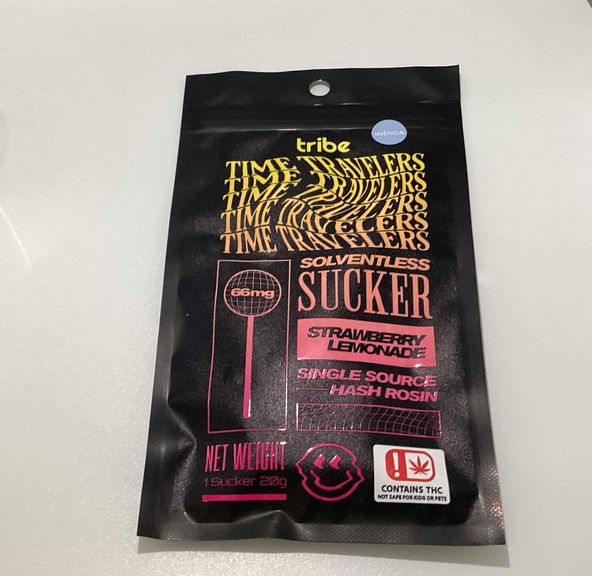 INDICA
tribe
TIME TRAVELERS
TIME TRAVELERS
TIME TRAVELERS
TIME TRAVELERS
TIME TRAVELERS
SOLVENTLESS
SUCKER
66mg
STRAWBERRY
LEMONADE
SINGLE SOURCE
HASH ROSIN
NET WEIGHT
1 Sucker 20g
!
CONTAINS THC
NOT SAFE FOR KIDS OR PETS